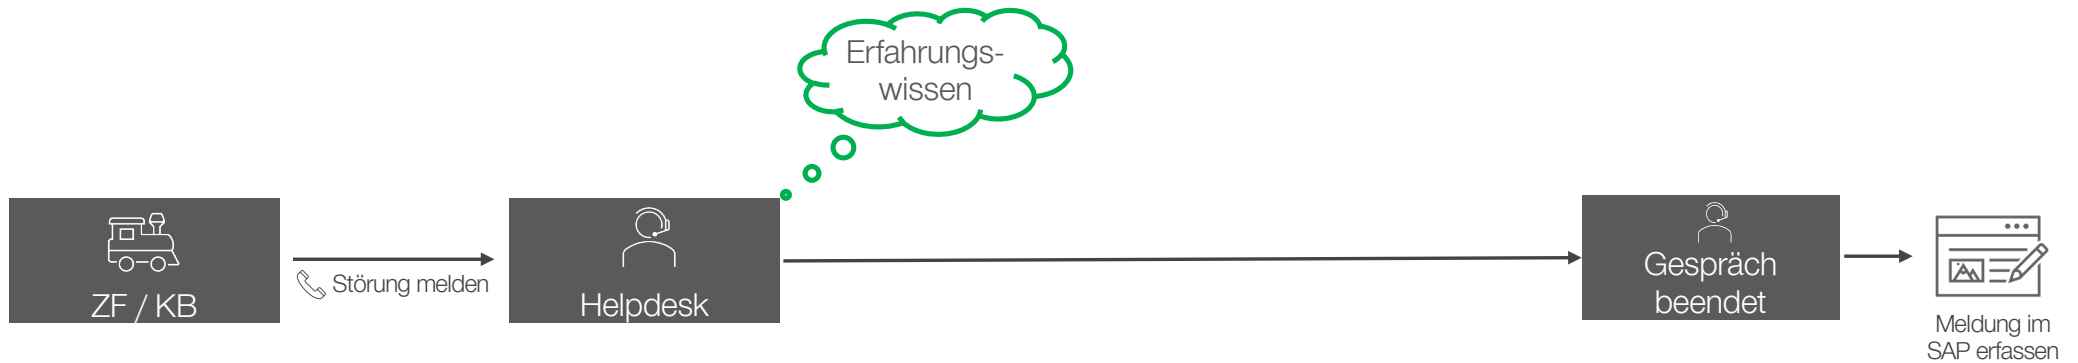 Erfahrungs-
wissen
ZF / KB
Störung melden
Helpdesk
Gespräch
beendet
Meldung im
SAP erfassen